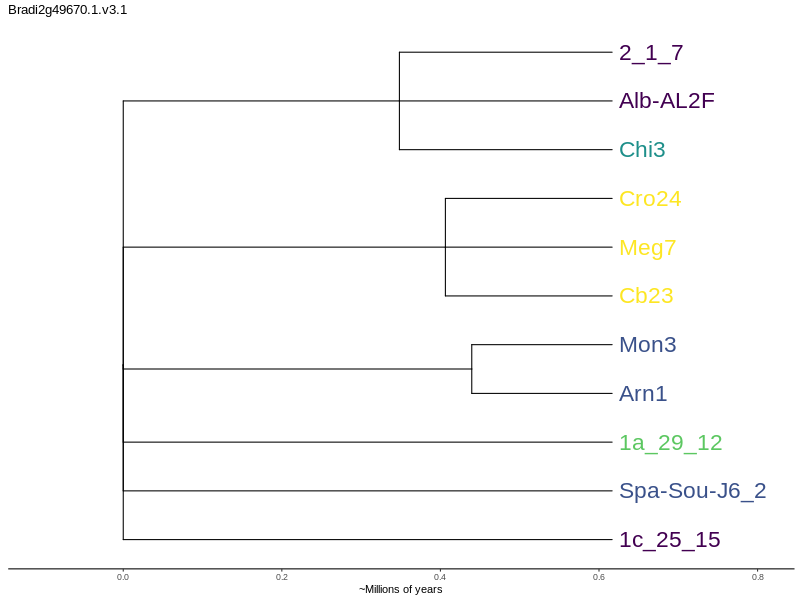 Bradi2g49670.1.v3.1
2_1_7
Alb-AL2F
Chi3
Cro24
Meg7
Cb23
Mon3
Arn1
1a_29_12
Spa-Sou-J6_2
1c_25_15
0.0 0.2 0.4 0.6 0.8
~Millions of years